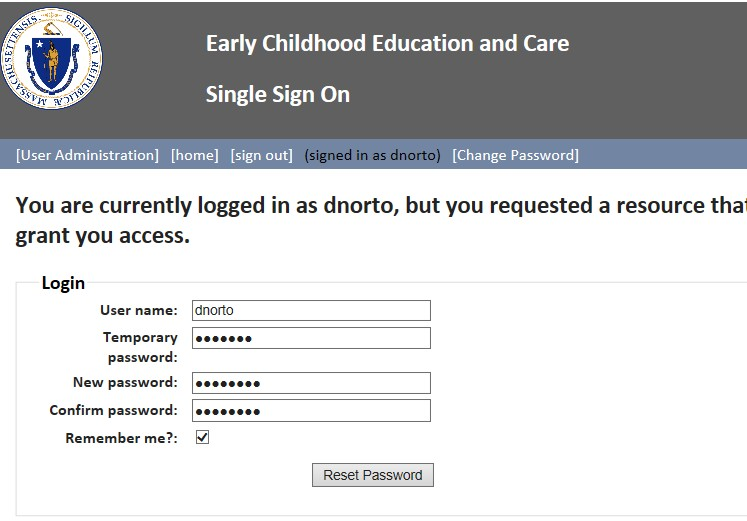 MASSACHUSETTENSIS. SIGILLUM REIPUBLICÆ
Early Childhood Education and Care
Single Sign On
[User Administration] [home] [sign out] (signed in as dnorto) [Change Password]
You are currently logged in as dnorto, but you requested a resource that
grant you access.
Login
User name: dnorto
Temporary password: •••••••
New password: ••••••••
Confirm password: ••••••••
Remember me?:
Reset Password